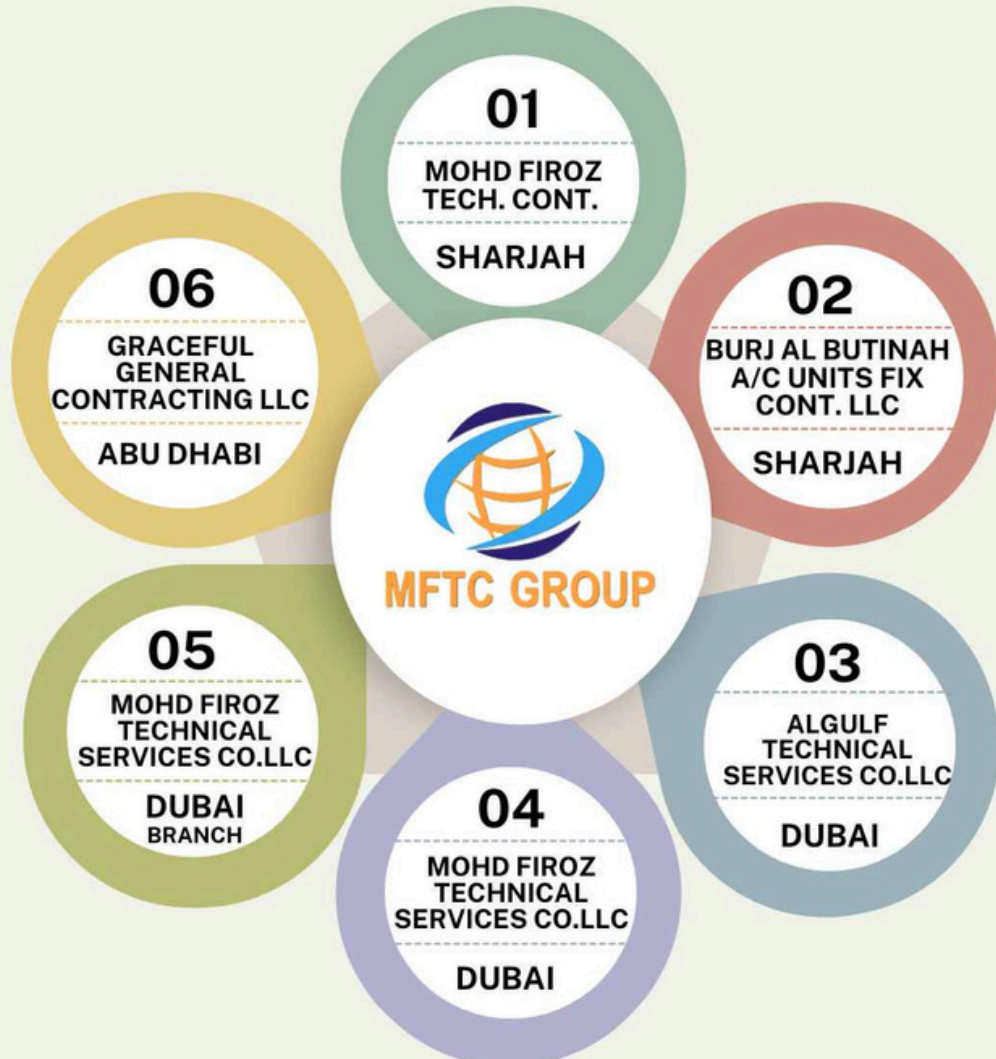 01
MOHD FIROZ
TECH. CONT.
SHARJAH
02
BURJ AL BUTINAH
A/C UNITS FIX
CONT. LLC
SHARJAH
03
ALGULF
TECHNICAL
SERVICES CO.LLC
DUBAI
04
MOHD FIROZ
TECHNICAL
SERVICES CO.LLC
DUBAI
05
MOHD FIROZ
TECHNICAL
SERVICES CO.LLC
DUBAI
BRANCH
06
GRACEFUL
GENERAL
CONTRACTING LLC
ABU DHABI
MFTC GROUP